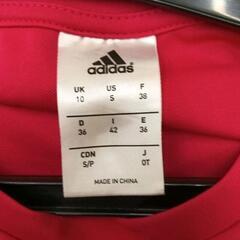 adidas
UK US F
10 S 38
D I E
36 42 36
CDN J
S/P OT
MADE IN CHINA